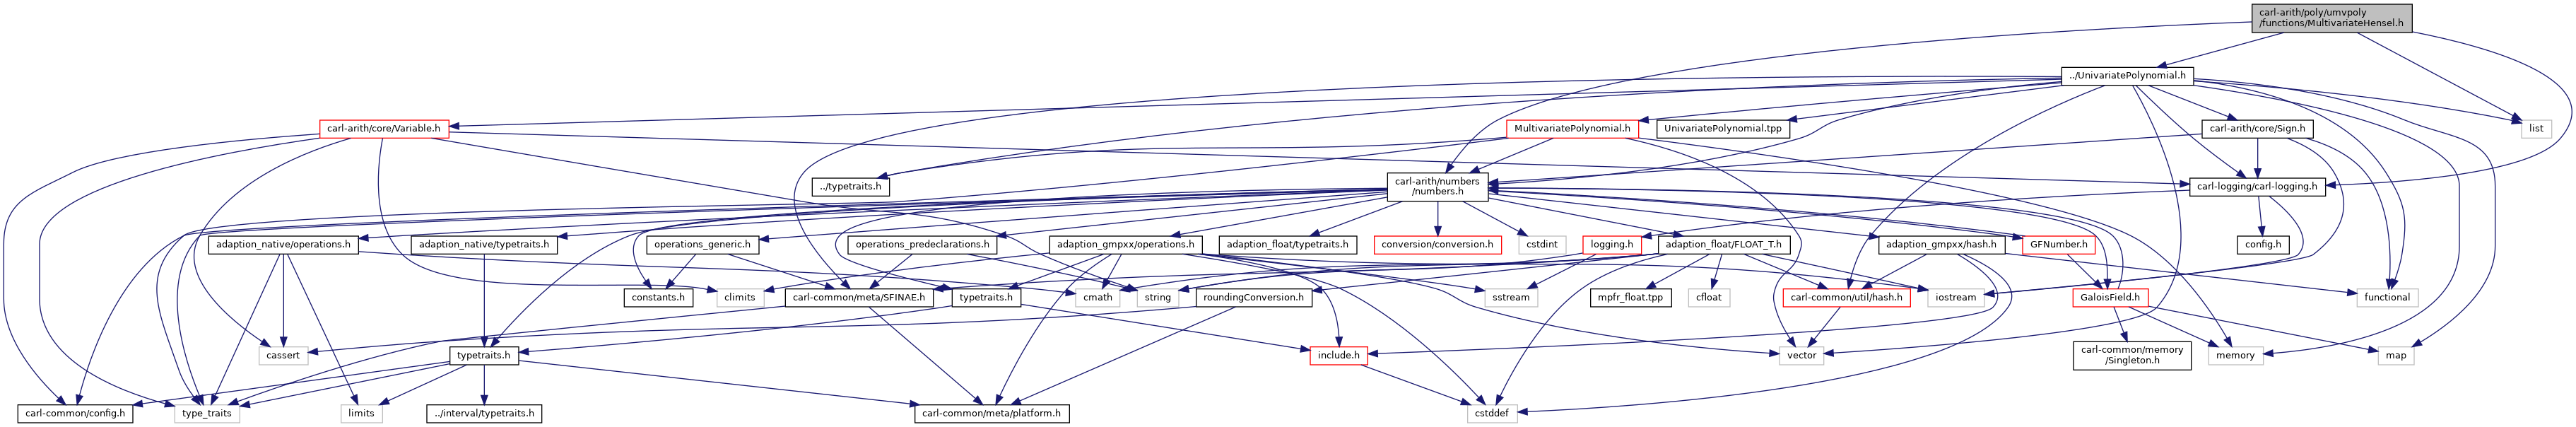 carl-arith/poly/umvpoly
/functions/MultivariateHensel.h
../UnivariatePolynomial.h
carl-arith/core/Variable.h
MultivariatePolynomial.h
UnivariatePolynomial.tpp
carl-arith/core/Sign.h
list
../typetraits.h
carl-arith/numbers
/numbers.h
carl-logging/carl-logging.h
adaption_native/operations.h
adaption_native/typetraits.h
operations_generic.h
operations_predeclarations.h
adaption_gmpxx/operations.h
adaption_float/typetraits.h
conversion/conversion.h
cstdint
logging.h
adaption_float/FLOAT_T.h
adaption_gmpxx/hash.h
GFNumber.h
config.h
constants.h
climits
carl-common/meta/SFINAE.h
typetraits.h
cmath
string
roundingConversion.h
sstream
mpfr_float.tpp
cfloat
carl-common/util/hash.h
iostream
GaloisField.h
functional
cassert
typetraits.h
include.h
vector
carl-common/memory
/Singleton.h
memory
map
carl-common/config.h
type_traits
limits
../interval/typetraits.h
carl-common/meta/platform.h
cstddef